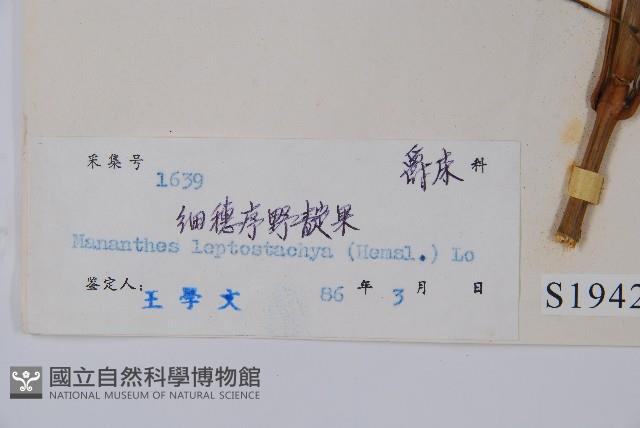 采集号 1639 爵床 科
细穗序野靛果
Mananthes leptostachya (Hemsl.) Lo
鉴定人: 王學文 86 年 3 月 日
S1942
國立自然科學博物館
NATIONAL MUSEUM OF NATURAL SCIENCE